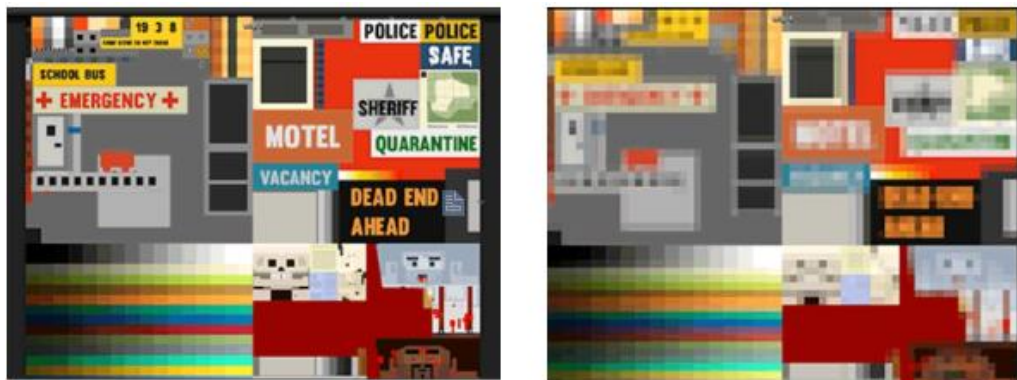 19 3 8
POLICE POLICE
SAFE
SCHOOL BUS
+ EMERGENCY +
SHERIFF
MOTEL
QUARANTINE
VACANCY
DEAD END
AHEAD